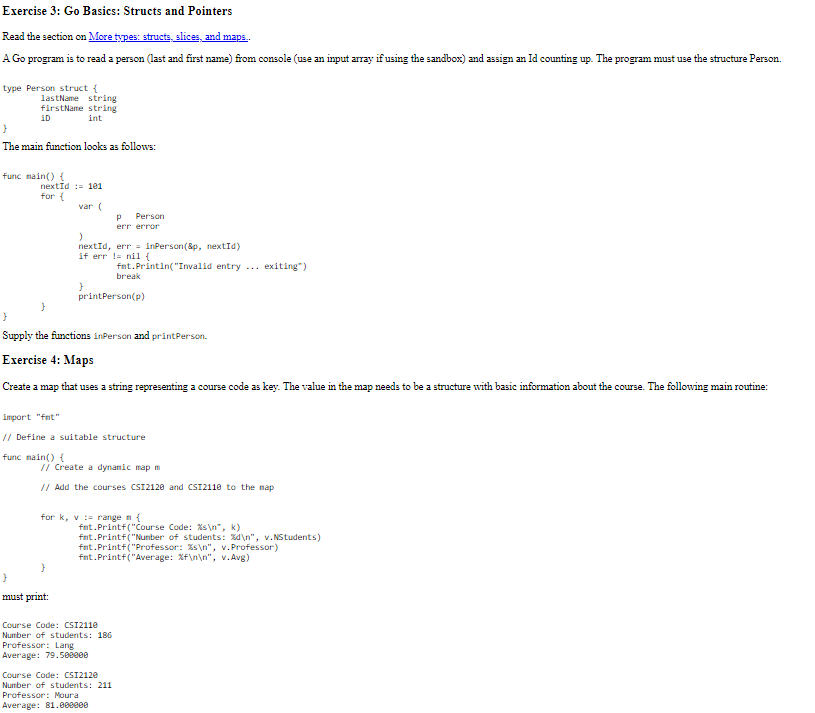 Exercise 3: Go Basics: Structs and Pointers
Read the section on More types: structs, slices, and maps..
A Go program is to read a person (last and first name) from console (use an input array if using the sandbox) and assign an Id counting up. The program must use the structure Person.
type Person struct {
lastName string
firstName string
iD int
}
The main function looks as follows:
func main() {
nextId := 101
for {
var (
p Person
err error
)
nextId, err = inPerson(&p, nextId)
if err != nil {
fmt.Println("Invalid entry ... exiting")
break
}
printPerson(p)
}
}
Supply the functions inPerson and printPerson.
Exercise 4: Maps
Create a map that uses a string representing a course code as key. The value in the map needs to be a structure with basic information about the course. The following main routine:
import "fmt"
// Define a suitable structure
func main() {
// Create a dynamic map m
// Add the courses CSI2120 and CSI2110 to the map
for k, v := range m {
fmt.Printf("Course Code: %s\n", k)
fmt.Printf("Number of students: %d\n", v.NStudents)
fmt.Printf("Professor: %s\n", v.Professor)
fmt.Printf("Average: %f\n\n", v.Avg)
}
}
must print:
Course Code: CSI2110
Number of students: 186
Professor: Lang
Average: 79.500000
Course Code: CSI2120
Number of students: 211
Professor: Moura
Average: 81.000000